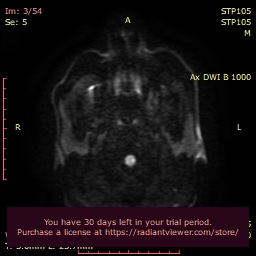 Im: 3/54
Se: 5
A
STP105
STP105
M
Ax DWI B 1000
R
L
You have 30 days left in your trial period.
Purchase a license at https://radiantviewer.com/store/